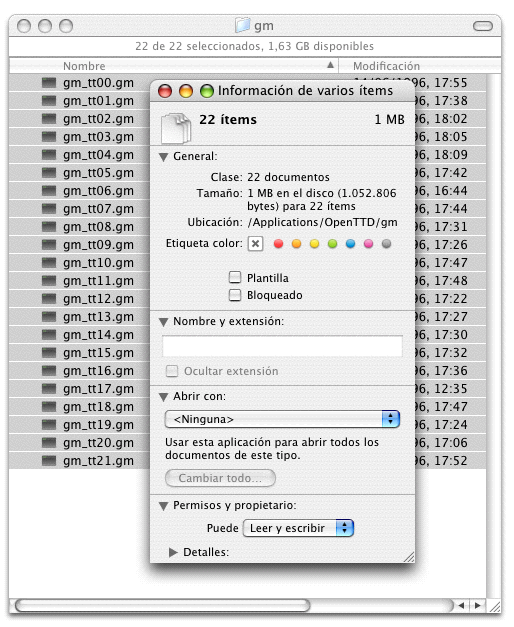 gm
22 de 22 seleccionados, 1,63 GB disponibles
Nombre Modificación
gm_tt00.gm 17:55
gm_tt01.gm 96, 17:38
gm_tt02.gm 96, 18:02
gm_tt03.gm 96, 18:05
gm_tt04.gm 96, 18:09
gm_tt05.gm 96, 17:42
gm_tt06.gm 96, 16:44
gm_tt07.gm 96, 17:44
gm_tt08.gm 96, 17:31
gm_tt09.gm 96, 17:26
gm_tt10.gm 96, 17:47
gm_tt11.gm 96, 17:48
gm_tt12.gm 96, 17:22
gm_tt13.gm 96, 17:27
gm_tt14.gm 96, 17:30
gm_tt15.gm 96, 17:32
gm_tt16.gm 96, 17:36
gm_tt17.gm 96, 12:35
gm_tt18.gm 96, 17:47
gm_tt19.gm 96, 17:24
gm_tt20.gm 96, 17:06
gm_tt21.gm 96, 17:52
Información de varios ítems
22 ítems 1 MB
General:
Clase: 22 documentos
Tamaño: 1 MB en el disco (1.052.806
bytes) para 22 ítems
Ubicación: /Applications/OpenTTD/gm
Etiqueta color:
Plantilla
Bloqueado
Nombre y extensión:
Ocultar extensión
Abrir con:
<Ninguna>
Usar esta aplicación para abrir todos los
documentos de este tipo.
Cambiar todo...
Permisos y propietario:
Puede Leer y escribir
Detalles: